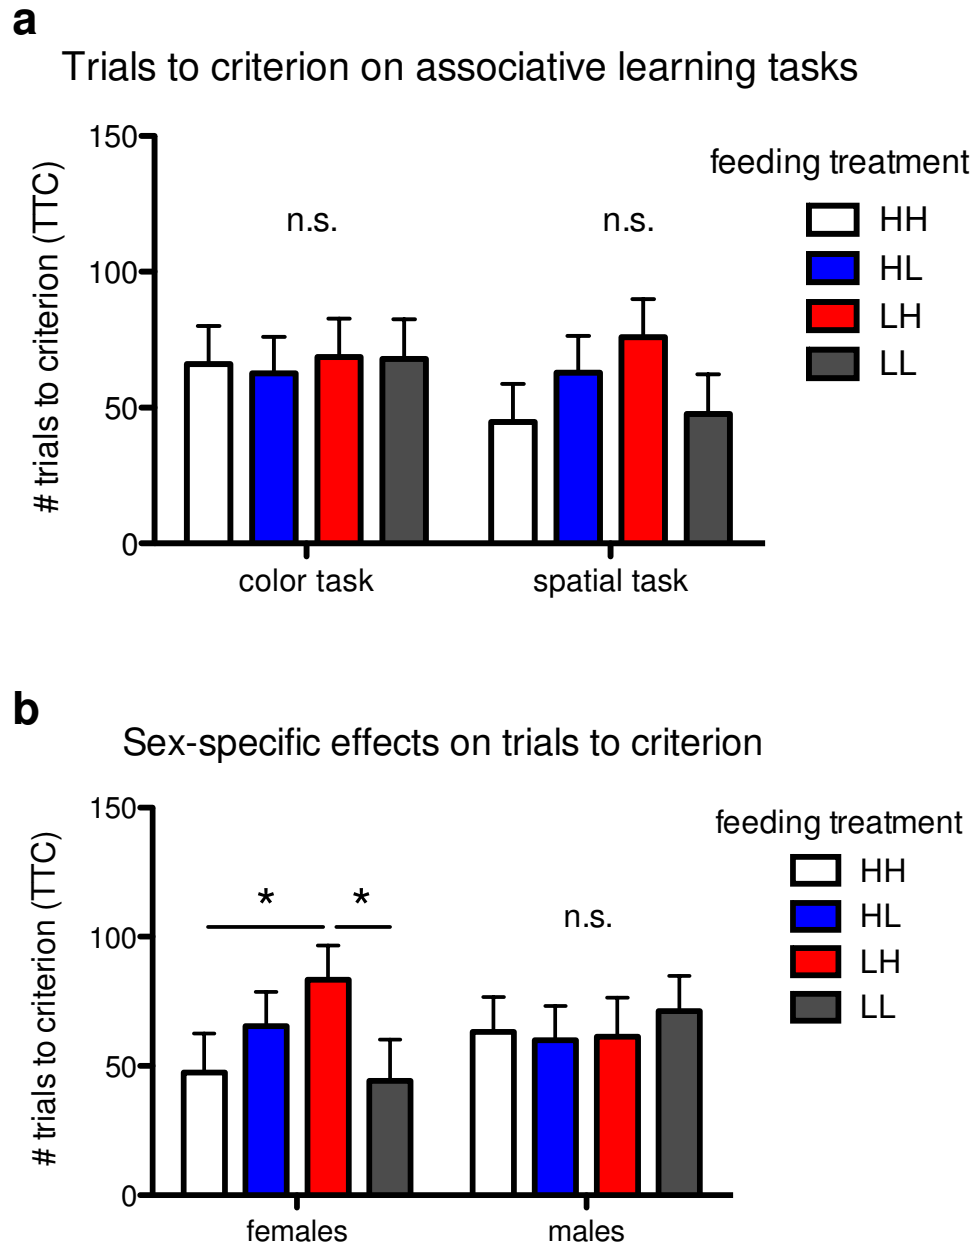 a
Trials to criterion on associative learning tasks
150
100
50
0
# trials to criterion (TTC)
n.s.
n.s.
feeding treatment
HH
HL
LH
LL
color task
spatial task
b
Sex-specific effects on trials to criterion
150
100
50
0
# trials to criterion (TTC)
*
*
n.s.
feeding treatment
HH
HL
LH
LL
females
males